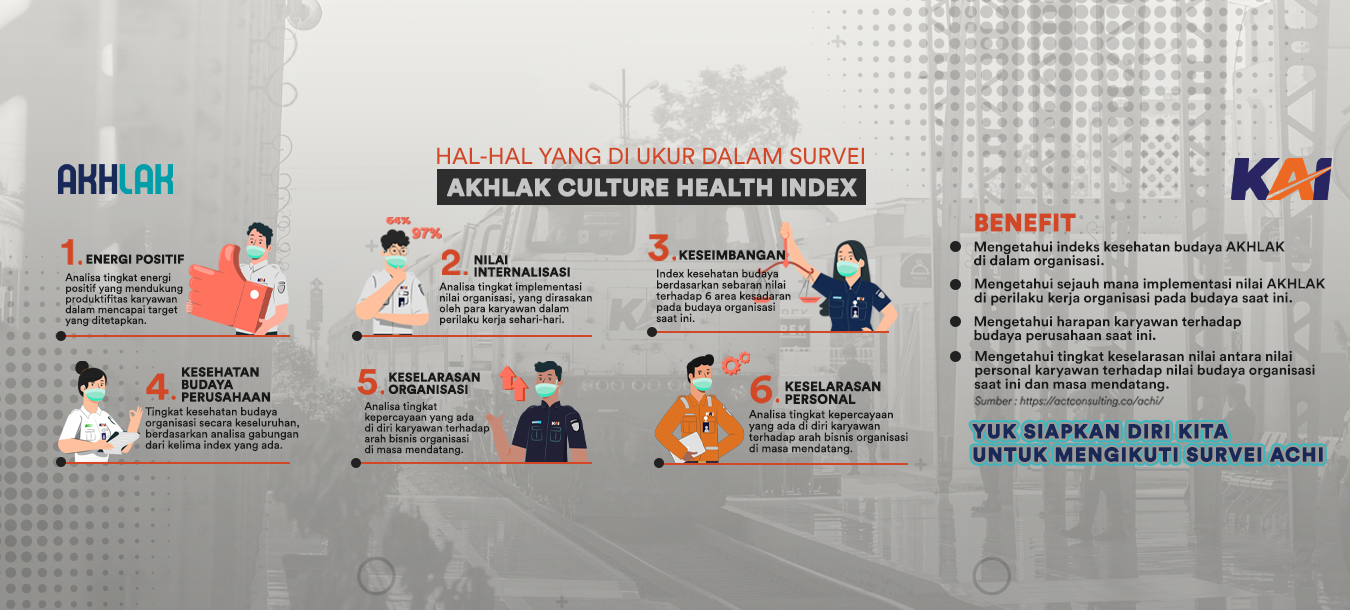 AKHLAK
HAL-HAL YANG DI UKUR DALAM SURVEI
AKHLAK CULTURE HEALTH INDEX
KAI
1. ENERGI POSITIF
Analisa tingkat energi
positif yang mendukung
produktifitas karyawan
dalam mencapai target
yang ditetapkan.
64%
97%
2. NILAI
INTERNALISASI
Analisa tingkat implementasi
nilai organisasi, yang dirasakan
oleh para karyawan dalam
perilaku kerja sehari-hari.
3. KESEIMBANGAN
Index kesehatan budaya
berdasarkan sebaran nilai
terhadap 6 area kesadaran
pada budaya organisasi
saat ini.
4. KESEHATAN
BUDAYA
PERUSAHAAN
Tingkat kesehatan budaya
organisasi secara keseluruhan,
berdasarkan analisa gabungan
dari kelima index yang ada.
5. KESELARASAN
ORGANISASI
Analisa tingkat
kepercayaan yang ada
di diri karyawan terhadap
arah bisnis organisasi
di masa mendatang.
6. KESELARASAN
PERSONAL
Analisa tingkat kepercayaan
yang ada di diri karyawan
terhadap arah bisnis organisasi
di masa mendatang.
BENEFIT
Mengetahui indeks kesehatan budaya AKHLAK
di dalam organisasi.
Mengetahui sejauh mana implementasi nilai AKHLAK
di perilaku kerja organisasi pada budaya saat ini.
Mengetahui harapan karyawan terhadap
budaya perusahaan saat ini.
Mengetahui tingkat keselarasan nilai antara nilai
personal karyawan terhadap nilai budaya organisasi
saat ini dan masa mendatang.
Sumber : https://actconsulting.co/achi/
YUK SIAPKAN DIRI KITA
UNTUK MENGIKUTI SURVEI ACHI